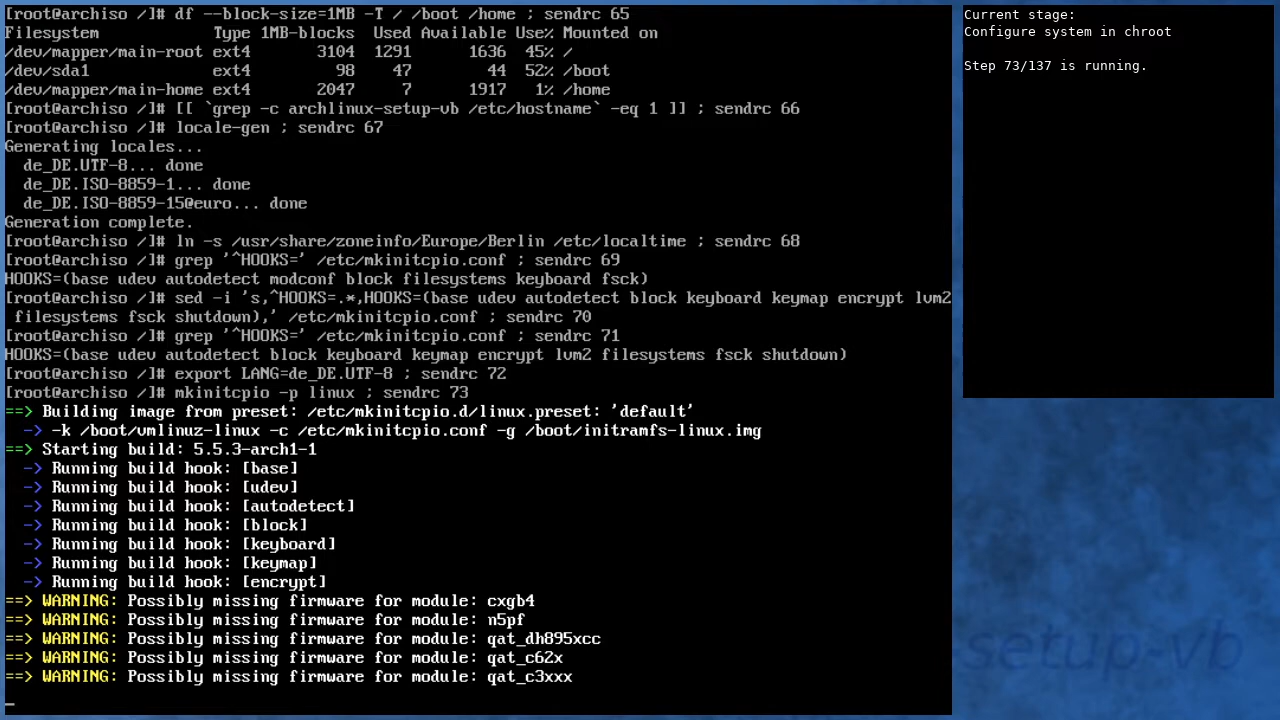 [root@archiso /]# df --block-size=1MB -T / /boot /home ; sendrc 65
Filesystem            Type 1MB-blocks  Used Available Use% Mounted on
/dev/mapper/main-root ext4       3104  1291      1636  45% /
/dev/sda1             ext4         98    47        44  52% /boot
/dev/mapper/main-home ext4       2047     7      1917   1% /home
[root@archiso /]# [[ `grep -c archlinux-setup-vb /etc/hostname` -eq 1 ]] ; sendrc 66
[root@archiso /]# locale-gen ; sendrc 67
Generating locales...
  de_DE.UTF-8... done
  de_DE.ISO-8859-1... done
  de_DE.ISO-8859-15@euro... done
Generation complete.
[root@archiso /]# ln -s /usr/share/zoneinfo/Europe/Berlin /etc/localtime ; sendrc 68
[root@archiso /]# grep '^HOOKS=' /etc/mkinitcpio.conf ; sendrc 69
HOOKS=(base udev autodetect modconf block filesystems keyboard fsck)
[root@archiso /]# sed -i 's,^HOOKS=.*,HOOKS=(base udev autodetect block keyboard keymap encrypt lvm2
 filesystems fsck shutdown),' /etc/mkinitcpio.conf ; sendrc 70
[root@archiso /]# grep '^HOOKS=' /etc/mkinitcpio.conf ; sendrc 71
HOOKS=(base udev autodetect block keyboard keymap encrypt lvm2 filesystems fsck shutdown)
[root@archiso /]# export LANG=de_DE.UTF-8 ; sendrc 72
[root@archiso /]# mkinitcpio -p linux ; sendrc 73
==> Building image from preset: /etc/mkinitcpio.d/linux.preset: 'default'
  -> -k /boot/vmlinuz-linux -c /etc/mkinitcpio.conf -g /boot/initramfs-linux.img
==> Starting build: 5.5.3-arch1-1
  -> Running build hook: [base]
  -> Running build hook: [udev]
  -> Running build hook: [autodetect]
  -> Running build hook: [block]
  -> Running build hook: [keyboard]
  -> Running build hook: [keymap]
  -> Running build hook: [encrypt]
==> WARNING: Possibly missing firmware for module: cxgb4
==> WARNING: Possibly missing firmware for module: n5pf
==> WARNING: Possibly missing firmware for module: qat_dh895xcc
==> WARNING: Possibly missing firmware for module: qat_c62x
==> WARNING: Possibly missing firmware for module: qat_c3xxx
Current stage:
Configure system in chroot
Step 73/137 is running.
setup-vb